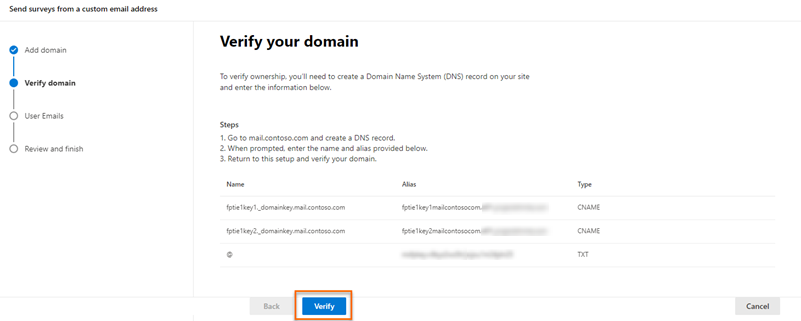 Send surveys from a custom email address
Add domain
Verify domain
User Emails
Review and finish
Verify your domain
To verify ownership, you'll need to create a Domain Name System (DNS) record on your site
and enter the information below.
Steps
1. Go to mail.contoso.com and create a DNS record.
2. When prompted, enter the name and alias provided below.
3. Return to this setup and verify your domain.
Name Alias Type
fptie1key1._domainkey.mail.contoso.com fptie1key1mailcontosocom. CNAME
fptie1key2._domainkey.mail.contoso.com fptie1key2mailcontosocom. CNAME
@ TXT
Back Verify Cancel